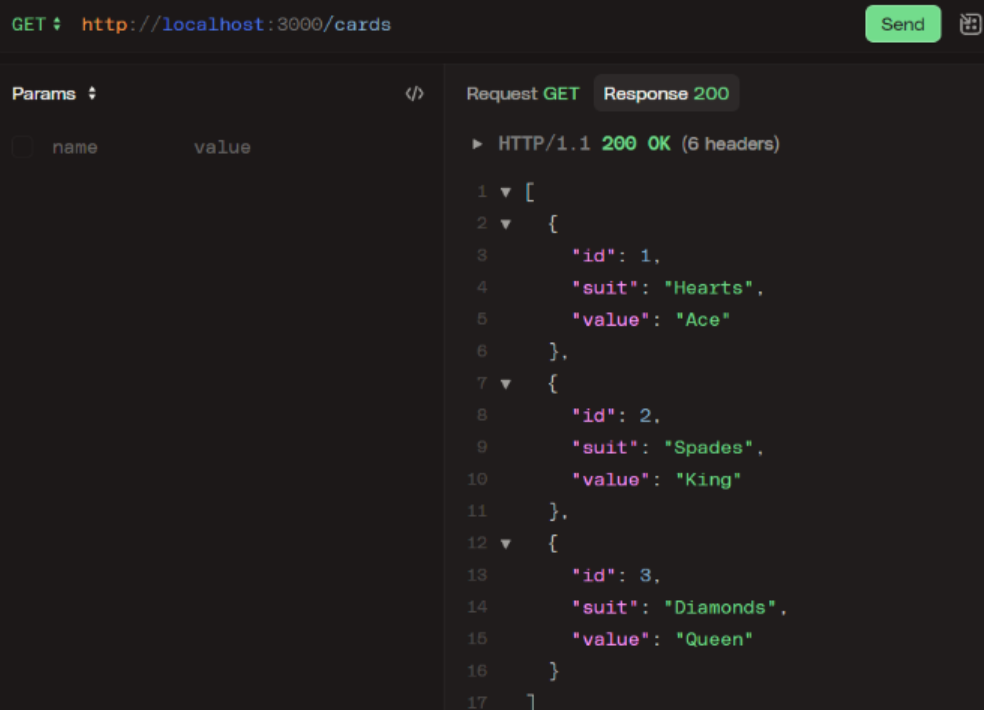 GET http://localhost:3000/cards Send
Params </>
name value
Request GET Response 200
HTTP/1.1 200 OK (6 headers)
1 [
2 {
3 "id": 1,
4 "suit": "Hearts",
5 "value": "Ace"
6 },
7 {
8 "id": 2,
9 "suit": "Spades",
10 "value": "King"
11 },
12 {
13 "id": 3,
14 "suit": "Diamonds",
15 "value": "Queen"
16 }
17 ]